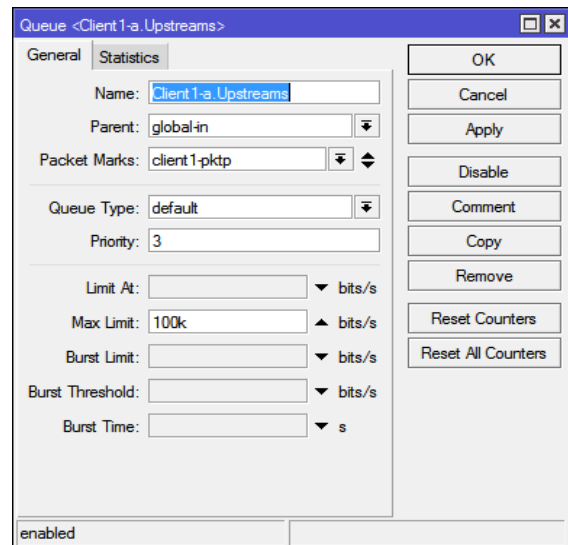 Queue <Client1-a.Upstreams>
General Statistics
Name: Client1-a.Upstreams
Parent: global-in
Packet Marks: client1-pktp
Queue Type: default
Priority: 3
Limit At: bits/s
Max Limit: 100k bits/s
Burst Limit: bits/s
Burst Threshold: bits/s
Burst Time: s
OK
Cancel
Apply
Disable
Comment
Copy
Remove
Reset Counters
Reset All Counters
enabled